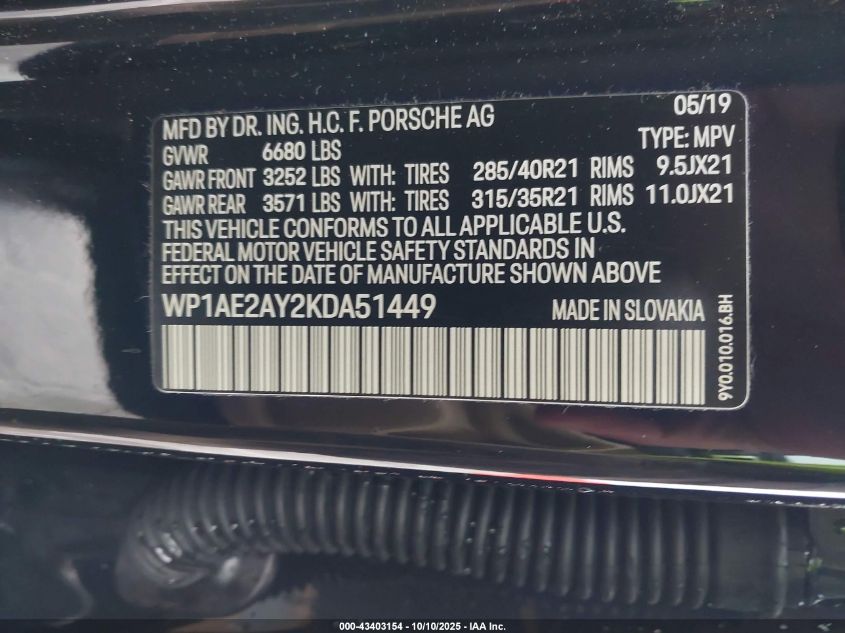 05/19
MFD BY DR. ING. H.C. F. PORSCHE AG
TYPE: MPV
GVWR 6680 LBS
GAWR FRONT 3252 LBS WITH: TIRES 285/40R21 RIMS 9.5JX21
GAWR REAR 3571 LBS WITH: TIRES 315/35R21 RIMS 11.0JX21
THIS VEHICLE CONFORMS TO ALL APPLICABLE U.S.
FEDERAL MOTOR VEHICLE SAFETY STANDARDS IN
EFFECT ON THE DATE OF MANUFACTURE SHOWN ABOVE
WP1AE2AY2KDA51449 MADE IN SLOVAKIA
9Y0.010.016.BH
000-43403154 - 10/10/2025 - IAA Inc.